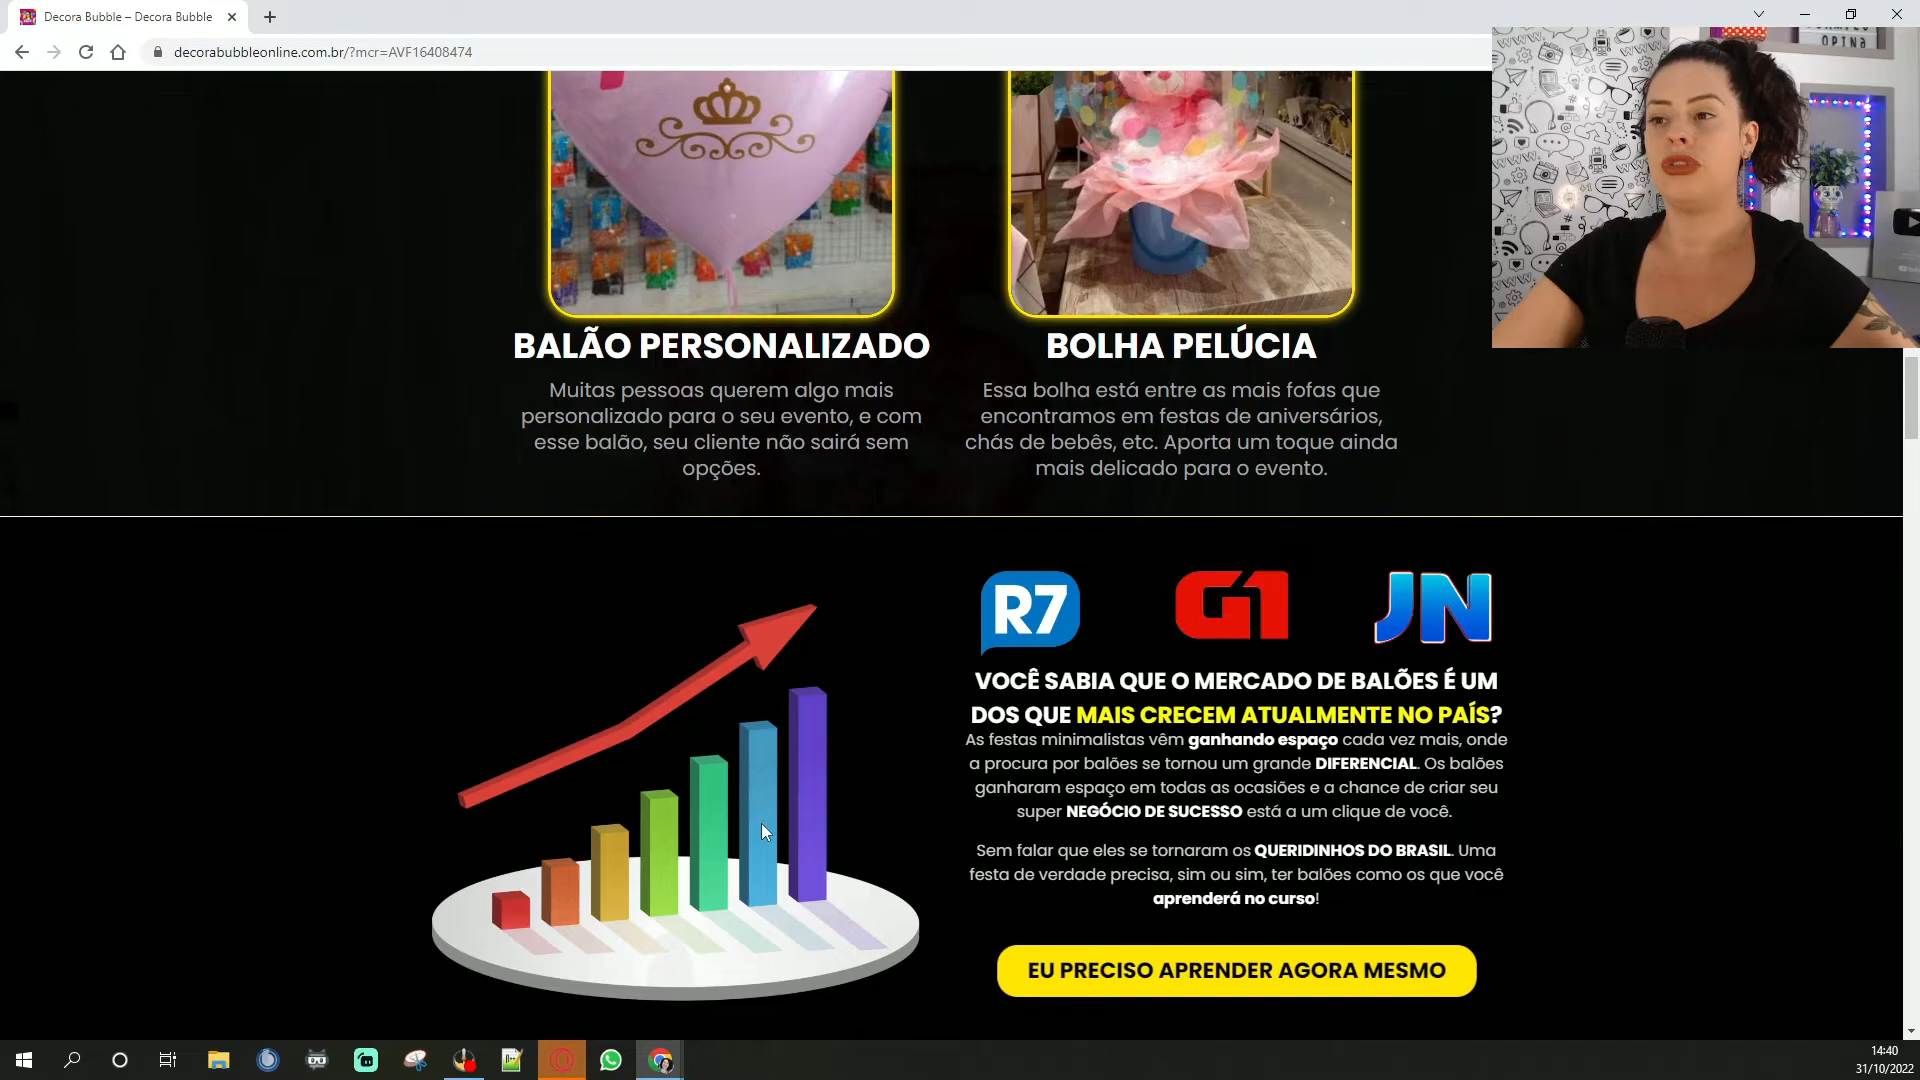 Decora Bubble – Decora Bubble
decorabubbleonline.com.br/?mcr=AVF16408474
OPINA
BALÃO PERSONALIZADO
Muitas pessoas querem algo mais
personalizado para o seu evento, e com
esse balão, seu cliente não sairá sem
opções.
BOLHA PELÚCIA
Essa bolha está entre as mais fofas que
encontramos em festas de aniversários,
chás de bebês, etc. Aporta um toque ainda
mais delicado para o evento.
R7 G1 JN
VOCÊ SABIA QUE O MERCADO DE BALÕES É UM
DOS QUE MAIS CRECEM ATUALMENTE NO PAÍS?
As festas minimalistas vêm ganhando espaço cada vez mais, onde
a procura por balões se tornou um grande DIFERENCIAL. Os balões
ganharam espaço em todas as ocasiões e a chance de criar seu
super NEGÓCIO DE SUCESSO está a um clique de você.
Sem falar que eles se tornaram os QUERIDINHOS DO BRASIL. Uma
festa de verdade precisa, sim ou sim, ter balões como os que você
aprenderá no curso!
EU PRECISO APRENDER AGORA MESMO
14:40
31/10/2022